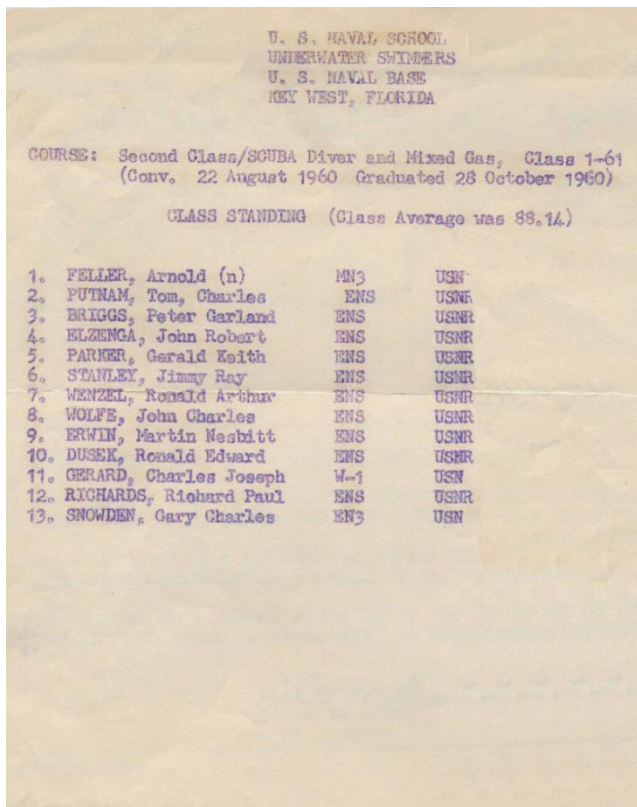 U. S. NAVAL SCHOOL
UNDERWATER SWIMMERS
U. S. NAVAL BASE
KEY WEST, FLORIDA
COURSE: Second Class/SCUBA Diver and Mixed Gas, Class 1-61
(Conv. 22 August 1960 Graduated 28 October 1960)
CLASS STANDING (Class Average was 88.14)
1. FELLER, Arnold (n) MN3 USN
2. PUTNAM, Tom, Charles ENS USNR
3. BRIGGS, Peter Garland ENS USNR
4. ELZENGA, John Robert ENS USNR
5. PARKER, Gerald Keith ENS USNR
6. STANLEY, Jimmy Ray ENS USNR
7. WENZEL, Ronald Arthur ENS USNR
8. WOLFE, John Charles ENS USNR
9. ERWIN, Martin Nesbitt ENS USNR
10. DUSEK, Ronald Edward ENS USNR
11. GERARD, Charles Joseph W-1 USN
12. RICHARDS, Richard Paul ENS USNR
13. SNOWDEN, Gary Charles EN3 USN